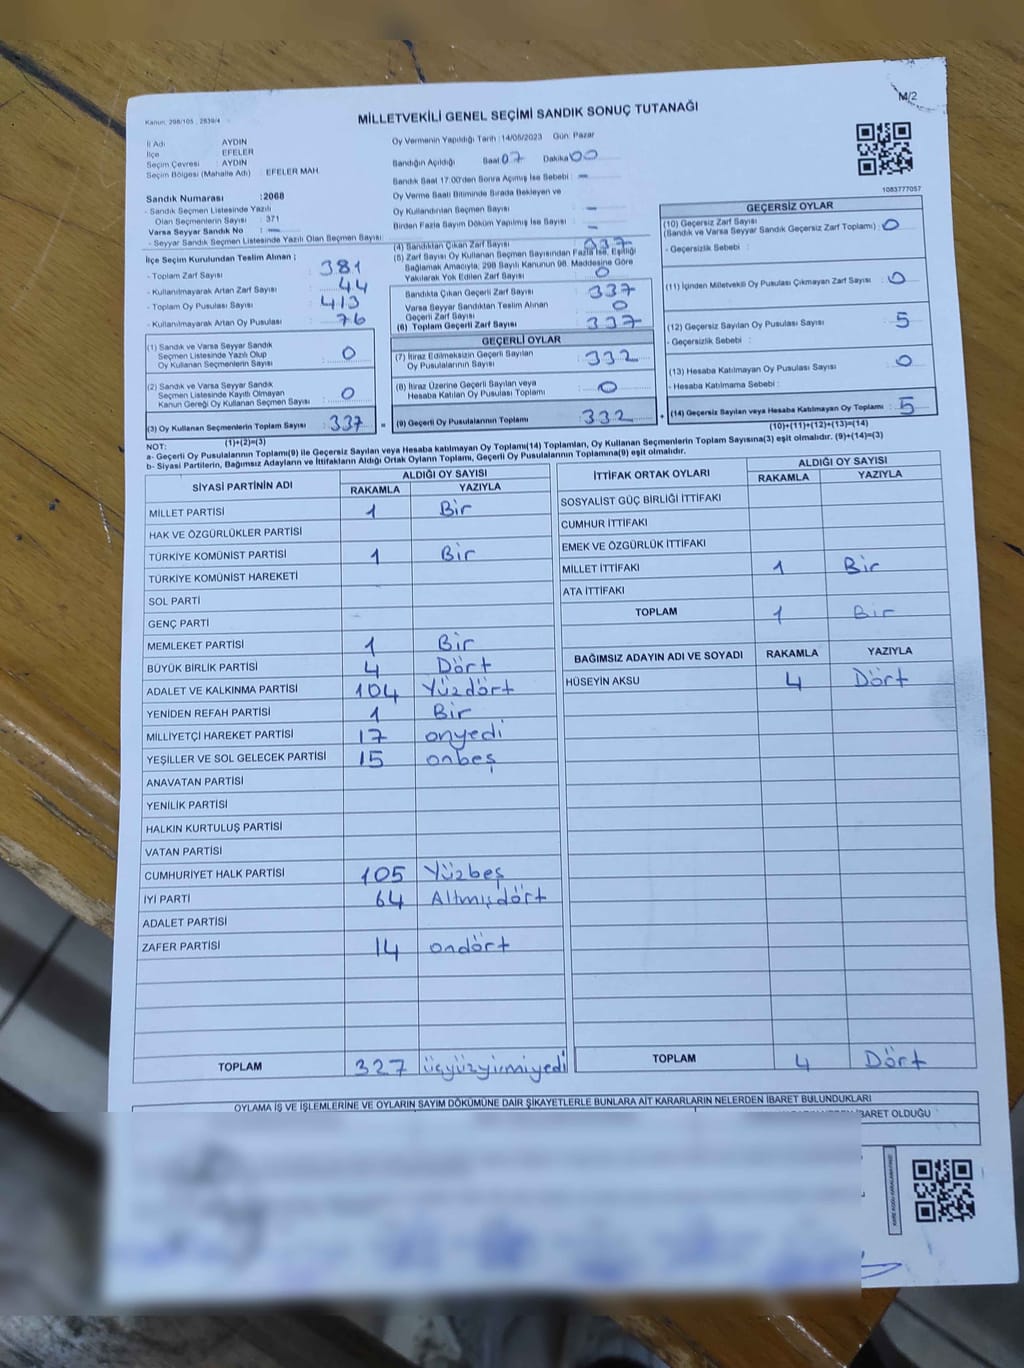 M/2
Kanun: 298/105 , 2839/4
MİLLETVEKİLİ GENEL SEÇİMİ SANDIK SONUÇ TUTANAĞI
İl Adı : AYDIN
İlçe : EFELER
Seçim Çevresi : AYDIN
Seçim Bölgesi (Mahalle Adı) : EFELER MAH
Sandık Numarası :2068
- Sandık Seçmen Listesinde Yazılı
Olan Seçmenlerin Sayısı : 371
Varsa Seyyar Sandık No : -
- Seyyar Sandık Seçmen Listesinde Yazılı Olan Seçmen Sayısı:
Oy Vermenin Yapıldığı Tarih : 14/05/2023 Gün: Pazar
Sandığın Açıldığı Saat 07 Dakika 00
Sandık Saat 17:00'den Sonra Açılmış İse Sebebi : -
Oy Verme Saati Bitiminde Sırada Bekleyen ve
Oy Kullandırılan Seçmen Sayısı : -
Birden Fazla Sayım Döküm Yapılmış İse Sayısı : -
1083777057
İlçe Seçim Kurulundan Teslim Alınan :
- Toplam Zarf Sayısı : 381
- Kullanılmayarak Artan Zarf Sayısı : 44
- Toplam Oy Pusulası Sayısı : 413
- Kullanılmayarak Artan Oy Pusulası : 76
(1) Sandık ve Varsa Seyyar Sandık
Seçmen Listesinde Yazılı Olup
Oy Kullanan Seçmenlerin Sayısı : 0
(2) Sandık ve Varsa Seyyar Sandık
Seçmen Listesinde Kayıtlı Olmayan
Kanun Gereği Oy Kullanan Seçmen Sayısı : 0
(3) Oy Kullanan Seçmenlerin Toplam Sayısı : 337
(1)+(2)=(3)
(4) Sandıktan Çıkan Zarf Sayısı : 337
(5) Zarf Sayısı Oy Kullanan Seçmen Sayısından Fazla İse, Eşitliği
Sağlamak Amacıyla, 298 Sayılı Kanunun 98. Maddesine Göre
Yakılarak Yok Edilen Zarf Sayısı : 0
Sandıkta Çıkan Geçerli Zarf Sayısı : 337
Varsa Seyyar Sandıktan Teslim Alınan
Geçerli Zarf Sayısı : 0
(6) Toplam Geçerli Zarf Sayısı : 337
GEÇERLİ OYLAR
(7) İtiraz Edilmeksizin Geçerli Sayılan
Oy Pusulalarının Sayısı : 332
(8) İtiraz Üzerine Geçerli Sayılan veya
Hesaba Katılan Oy Pusulası Toplamı : 0
= (9) Geçerli Oy Pusulalarının Toplamı : 332
GEÇERSİZ OYLAR
(10) Geçersiz Zarf Sayısı
(Sandık ve Varsa Seyyar Sandık Geçersiz Zarf Toplamı) : 0
- Geçersizlik Sebebi :
(11) İçinden Milletvekili Oy Pusulası Çıkmayan Zarf Sayısı : 0
(12) Geçersiz Sayılan Oy Pusulası Sayısı : 5
- Geçersizlik Sebebi :
(13) Hesaba Katılmayan Oy Pusulası Sayısı : 0
- Hesaba Katılmama Sebebi :
+ (14) Geçersiz Sayılan veya Hesaba Katılmayan Oy Toplamı : 5
(10)+(11)+(12)+(13)=(14)
NOT:
a- Geçerli Oy Pusulalarının Toplamı(9) ile Geçersiz Sayılan veya Hesaba katılmayan Oy Toplamı(14) Toplamları, Oy Kullanan Seçmenlerin Toplam Sayısına(3) eşit olmalıdır. (9)+(14)=(3)
b- Siyasi Partilerin, Bağımsız Adayların ve İttifakların Aldığı Ortak Oyların Toplamı, Geçerli Oy Pusulalarının Toplamına(9) eşit olmalıdır.
SİYASİ PARTİNİN ADI ALDIĞI OY SAYISI
RAKAMLA YAZIYLA
MİLLET PARTİSİ 1 Bir
HAK VE ÖZGÜRLÜKLER PARTİSİ
TÜRKİYE KOMÜNİST PARTİSİ 1 Bir
TÜRKİYE KOMÜNİST HAREKETİ
SOL PARTİ
GENÇ PARTİ
MEMLEKET PARTİSİ 1 Bir
BÜYÜK BİRLİK PARTİSİ 4 Dört
ADALET VE KALKINMA PARTİSİ 104 Yüzdört
YENİDEN REFAH PARTİSİ 1 Bir
MİLLİYETÇİ HAREKET PARTİSİ 17 onyedi
YEŞİLLER VE SOL GELECEK PARTİSİ 15 onbeş
ANAVATAN PARTİSİ
YENİLİK PARTİSİ
HALKIN KURTULUŞ PARTİSİ
VATAN PARTİSİ
CUMHURİYET HALK PARTİSİ 105 Yüzbeş
İYİ PARTİ 64 Altmışdört
ADALET PARTİSİ
ZAFER PARTİSİ 14 ondört
TOPLAM 327 üçyüzyirmiyedi
İTTİFAK ORTAK OYLARI ALDIĞI OY SAYISI
RAKAMLA YAZIYLA
SOSYALİST GÜÇ BİRLİĞİ İTTİFAKI
CUMHUR İTTİFAKI
EMEK VE ÖZGÜRLÜK İTTİFAKI
MİLLET İTTİFAKI 1 Bir
ATA İTTİFAKI
TOPLAM 1 Bir
BAĞIMSIZ ADAYIN ADI VE SOYADI RAKAMLA YAZIYLA
HÜSEYİN AKSU 4 Dört
TOPLAM 4 Dört
OYLAMA İŞ VE İŞLEMLERİNE VE OYLARIN SAYIM DÖKÜMÜNE DAİR ŞİKAYETLERLE BUNLARA AİT KARARLARIN NELERDEN İBARET BULUNDUKLARI
İBARET OLDUĞU